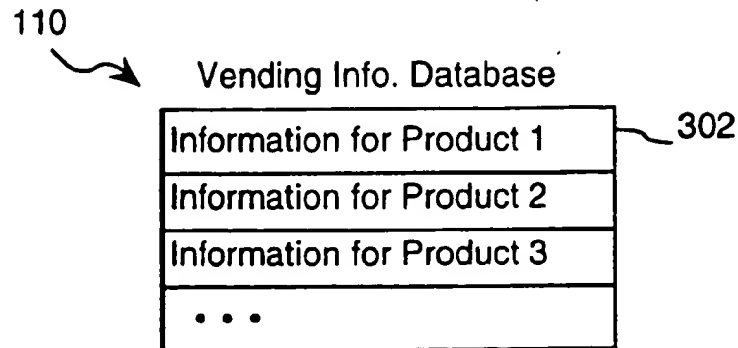 110
Vending Info. Database
Information for Product 1
302
Information for Product 2
Information for Product 3
• • •